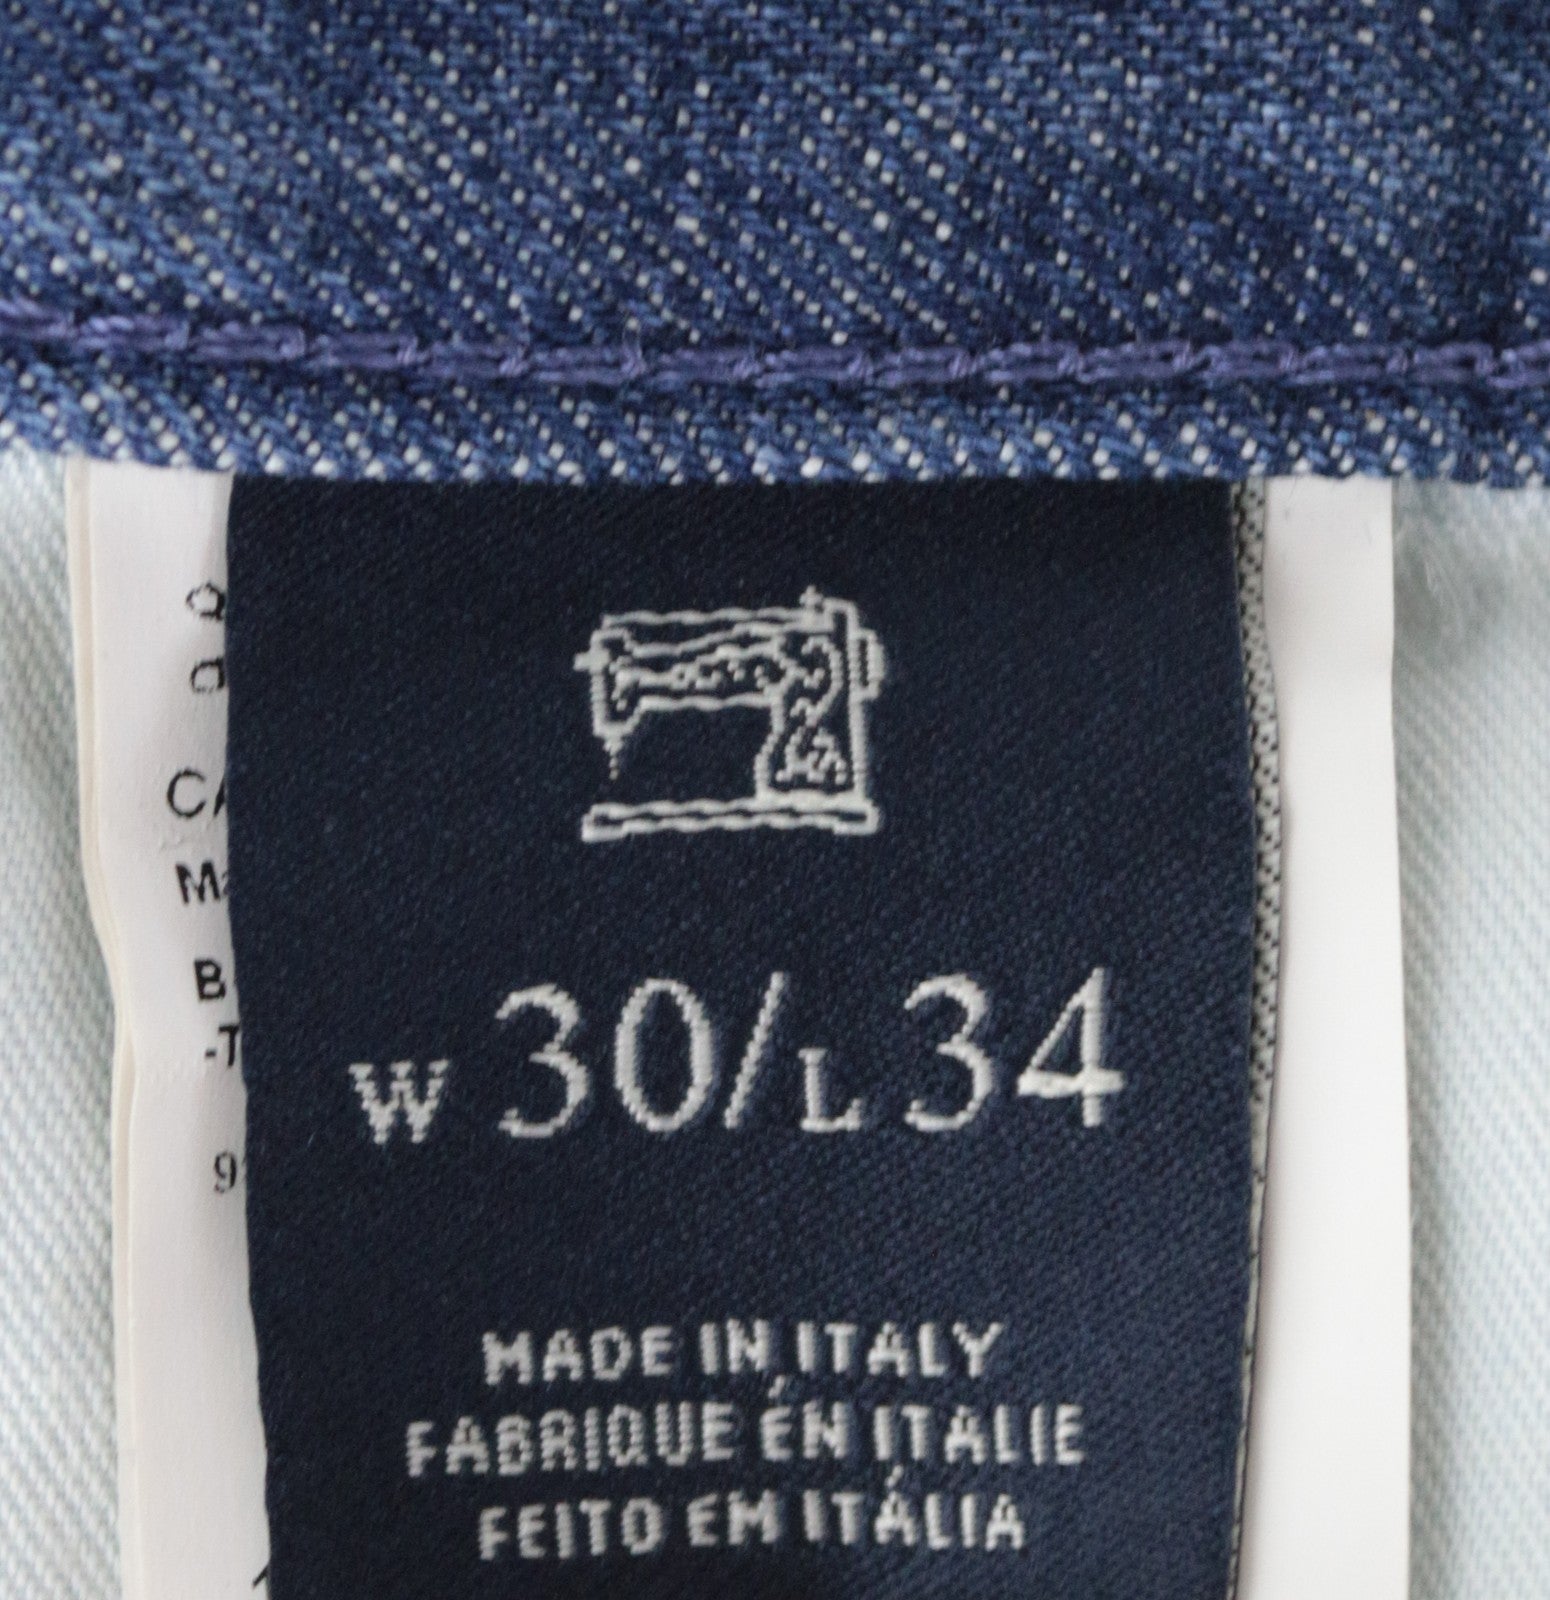 W 30/L 34
MADE IN ITALY
FABRIQUE ÉN ITALIE
FEITO EM ITÁLIA